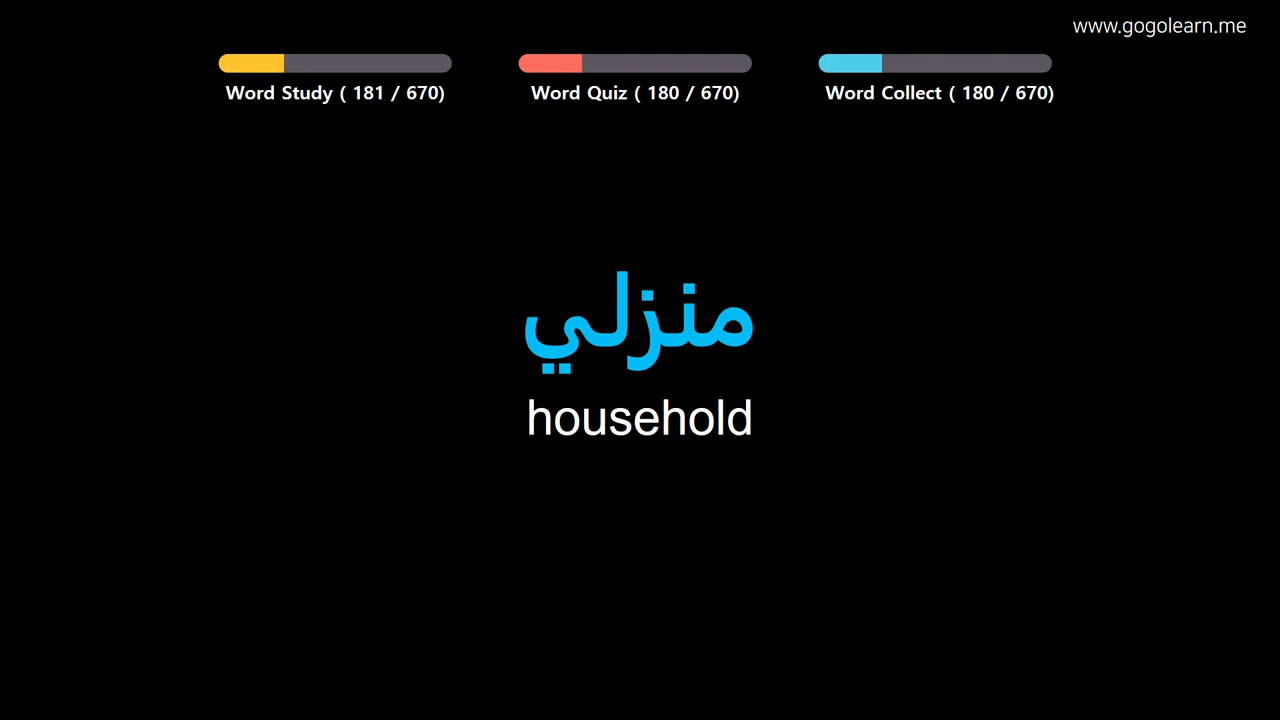 www.gogolearn.me
Word Study ( 181 / 670)
Word Quiz ( 180 / 670)
Word Collect ( 180 / 670)
منزلي
household